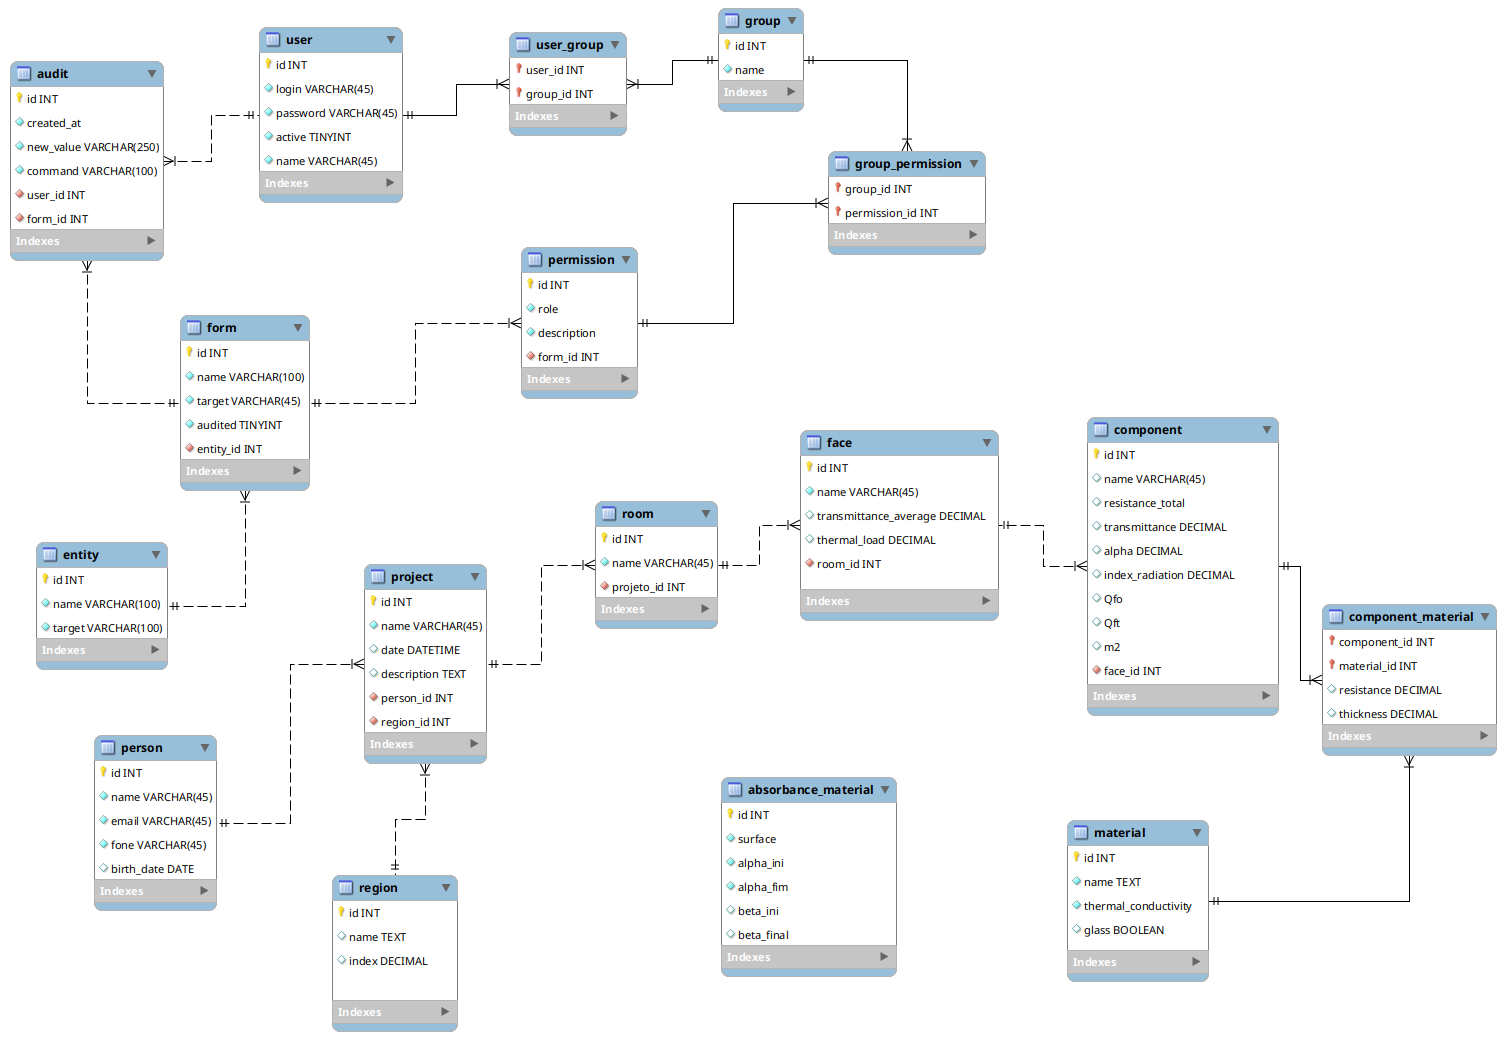 group
id INT
name
Indexes
user
id INT
login VARCHAR(45)
password VARCHAR(45)
active TINYINT
name VARCHAR(45)
Indexes
user_group
user_id INT
group_id INT
Indexes
audit
id INT
created_at
new_value VARCHAR(250)
command VARCHAR(100)
user_id INT
form_id INT
Indexes
group_permission
group_id INT
permission_id INT
Indexes
permission
id INT
role
description
form_id INT
Indexes
form
id INT
name VARCHAR(100)
target VARCHAR(45)
audited TINYINT
entity_id INT
Indexes
component
id INT
name VARCHAR(45)
resistance_total
transmittance DECIMAL
alpha DECIMAL
index_radiation DECIMAL
Qfo
Qft
m2
face_id INT
Indexes
face
id INT
name VARCHAR(45)
transmittance_average DECIMAL
thermal_load DECIMAL
room_id INT
Indexes
room
id INT
name VARCHAR(45)
projeto_id INT
Indexes
entity
id INT
name VARCHAR(100)
target VARCHAR(100)
Indexes
project
id INT
name VARCHAR(45)
date DATETIME
description TEXT
person_id INT
region_id INT
Indexes
component_material
component_id INT
material_id INT
resistance DECIMAL
thickness DECIMAL
Indexes
person
id INT
name VARCHAR(45)
email VARCHAR(45)
fone VARCHAR(45)
birth_date DATE
Indexes
absorbance_material
id INT
surface
alpha_ini
alpha_fim
beta_ini
beta_final
Indexes
material
id INT
name TEXT
thermal_conductivity
glass BOOLEAN
Indexes
region
id INT
name TEXT
index DECIMAL
Indexes